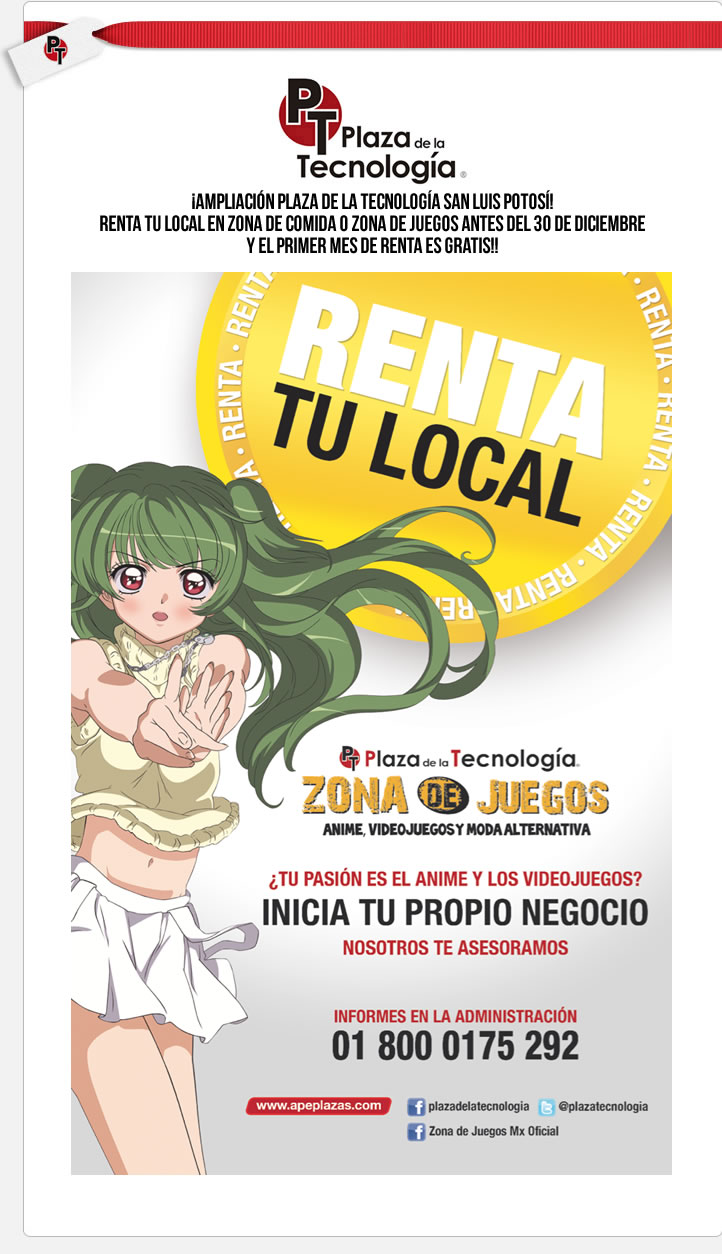 PT
PT Plaza de la
Tecnología®
¡AMPLIACIÓN PLAZA DE LA TECNOLOGÍA SAN LUIS POTOSÍ!
RENTA TU LOCAL EN ZONA DE COMIDA O ZONA DE JUEGOS ANTES DEL 30 DE DICIEMBRE
Y EL PRIMER MES DE RENTA ES GRATIS!!
RENTA
TU LOCAL
RENTA · RENTA · RENTA · RENTA · RENTA · RENTA · RENTA
PT Plaza de la Tecnología®
ZONA DE JUEGOS
ANIME, VIDEOJUEGOS Y MODA ALTERNATIVA
¿TU PASIÓN ES EL ANIME Y LOS VIDEOJUEGOS?
INICIA TU PROPIO NEGOCIO
NOSOTROS TE ASESORAMOS
INFORMES EN LA ADMINISTRACIÓN
01 800 0175 292
www.apeplazas.com f plazadelatecnologia @plazatecnologia
f Zona de Juegos Mx Oficial